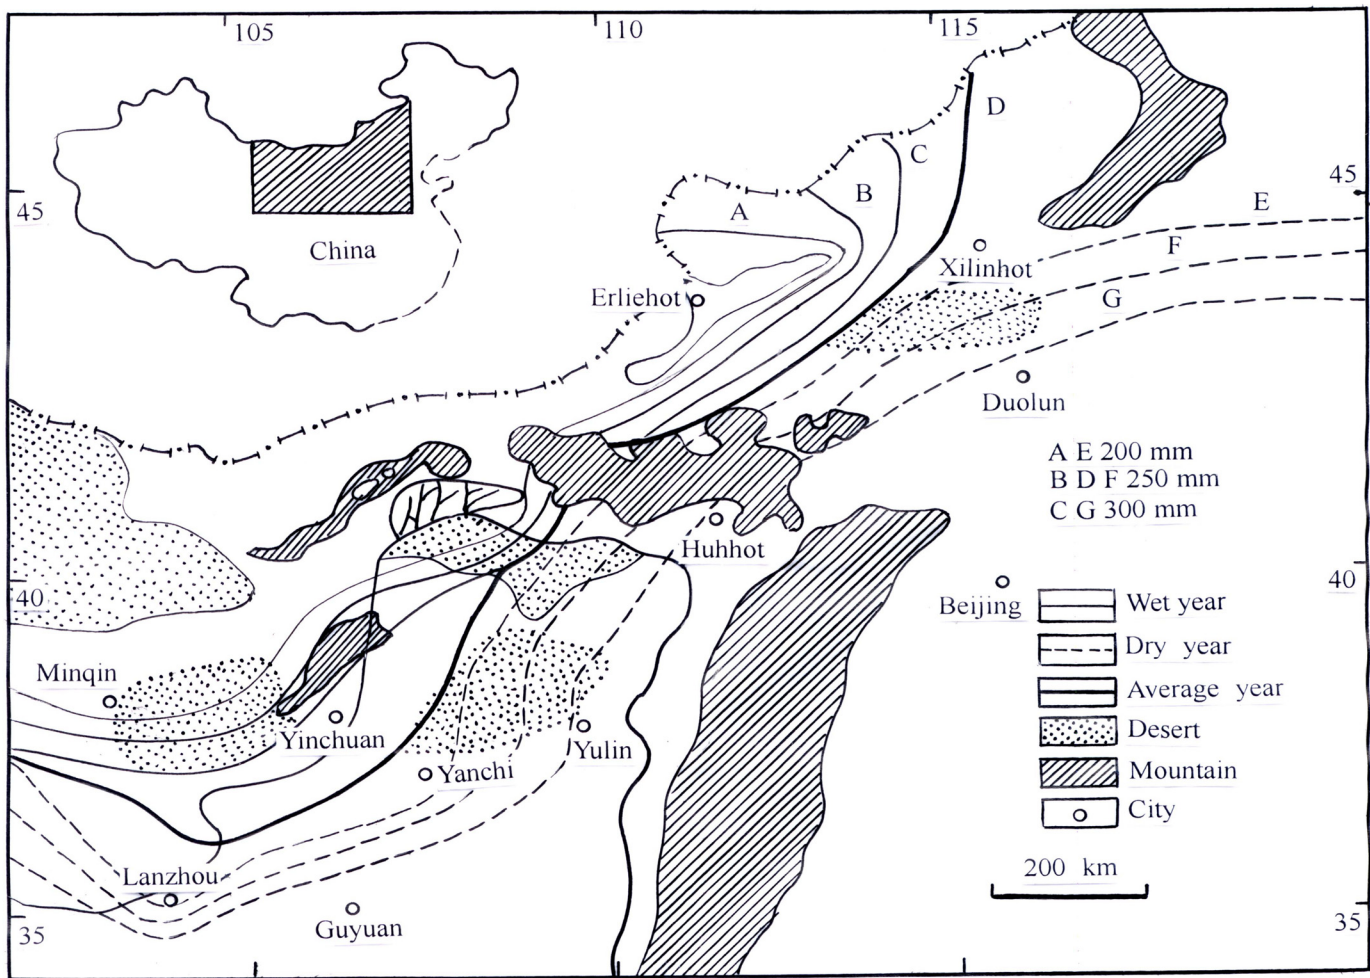 105
110
115
D
C
B
A
45
45
E
F
China
Xilinhot
Erliehot
G
Duolun
A E 200 mm
B D F 250 mm
C G 300 mm
Huhhot
40
40
Beijing
Wet year
Dry year
Average year
Desert
Mountain
City
Minqin
Yinchuan
Yanchi
Yulin
200 km
Lanzhou
Guyuan
35
35